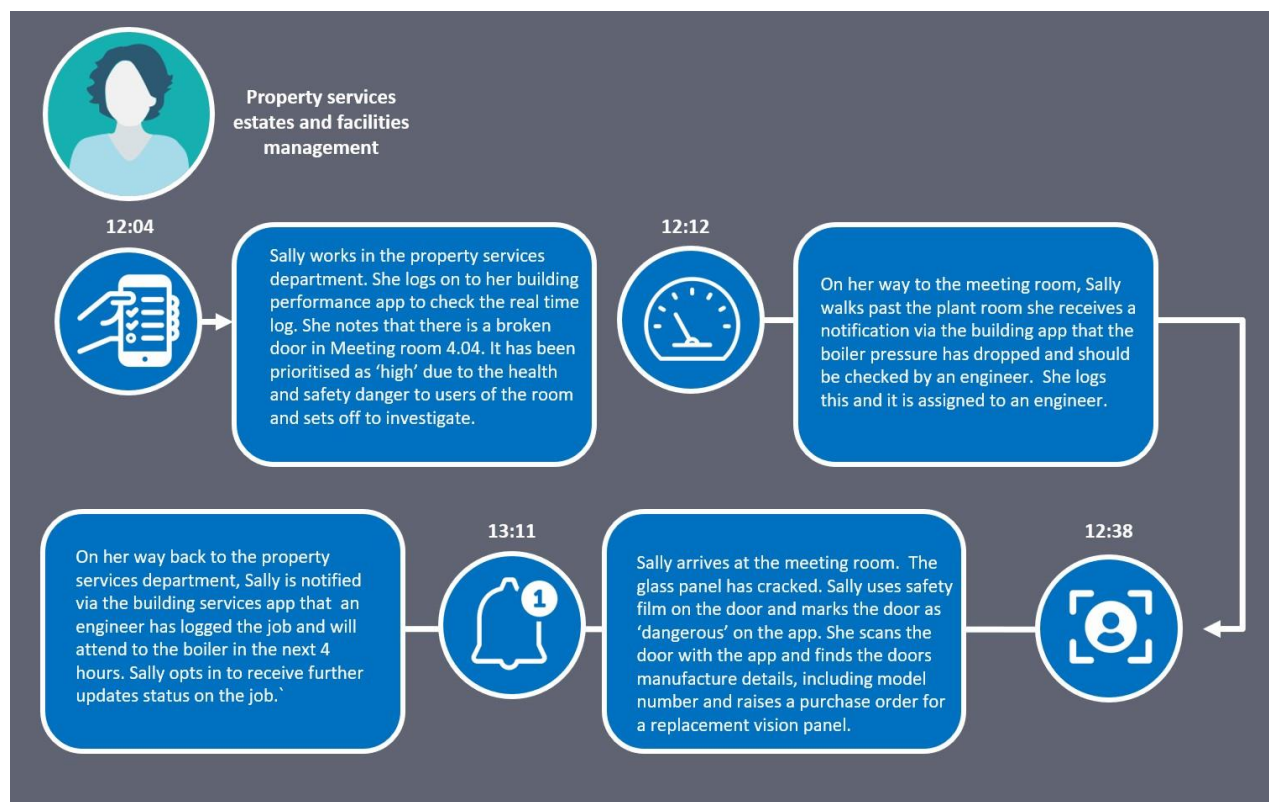 Property services
estates and facilities
management
12:04
Sally works in the property services
department. She logs on to her building
performance app to check the real time
log. She notes that there is a broken
door in Meeting room 4.04. It has been
prioritised as ‘high’ due to the health
and safety danger to users of the room
and sets off to investigate.
12:12
On her way to the meeting room, Sally
walks past the plant room she receives a
notification via the building app that the
boiler pressure has dropped and should
be checked by an engineer.  She logs
this and it is assigned to an engineer.
12:38
Sally arrives at the meeting room.  The
glass panel has cracked. Sally uses safety
film on the door and marks the door as
‘dangerous’ on the app. She scans the
door with the app and finds the doors
manufacture details, including model
number and raises a purchase order for
a replacement vision panel.
13:11
1
On her way back to the property
services department, Sally is notified
via the building services app that  an
engineer has logged the job and will
attend to the boiler in the next 4
hours. Sally opts in to receive further
updates status on the job.`